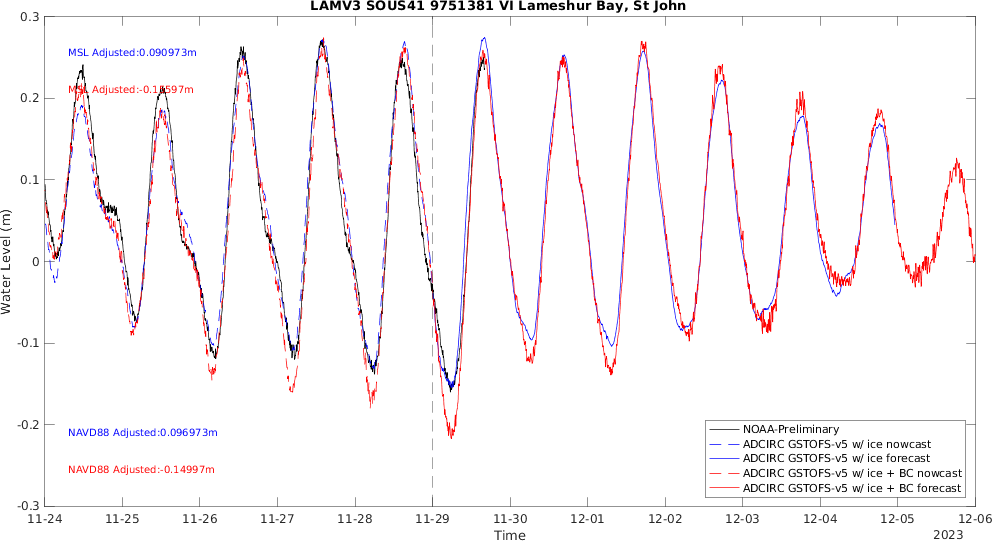 LAMV3 SOUS41 9751381 VI Lameshur Bay, St John
0.3
0.2
0.1
0
-0.1
-0.2
-0.3
Water Level (m)
MSL Adjusted:0.090973m
NAVD88 Adjusted:0.096973m
NAVD88 Adjusted:-0.14997m
NOAA-Preliminary
ADCIRC GSTOFS-v5 w/ ice nowcast
ADCIRC GSTOFS-v5 w/ ice forecast
ADCIRC GSTOFS-v5 w/ ice + BC nowcast
ADCIRC GSTOFS-v5 w/ ice + BC forecast
11-24 11-25 11-26 11-27 11-28 11-29 11-30 12-01 12-02 12-03 12-04 12-05 12-06
Time
2023